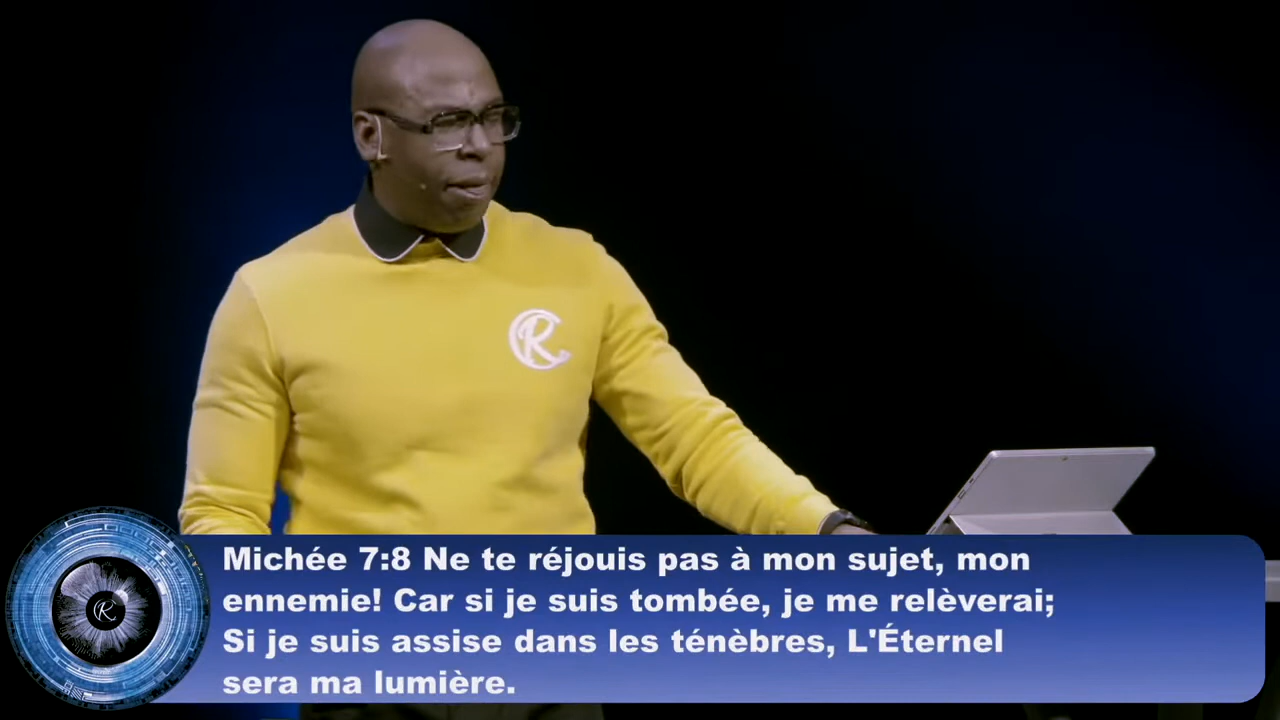 CR
Michée 7:8 Ne te réjouis pas à mon sujet, mon
ennemie! Car si je suis tombée, je me relèverai;
Si je suis assise dans les ténèbres, L'Éternel
sera ma lumière.
R